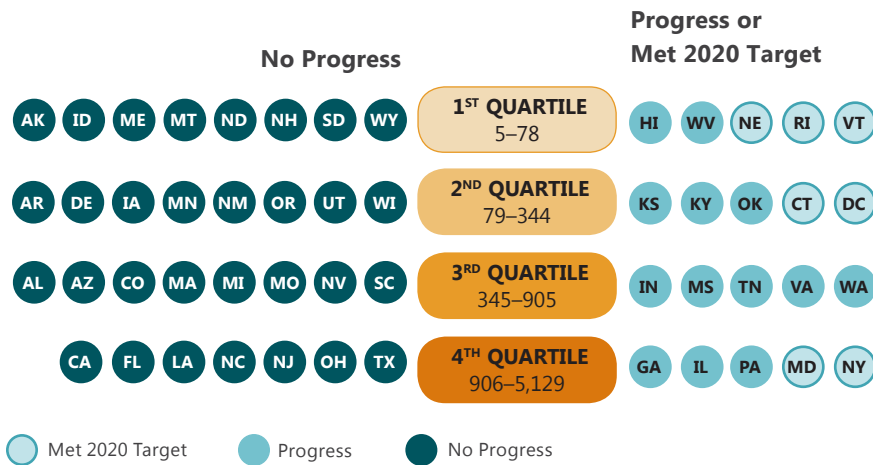 No Progress
Progress or
Met 2020 Target
AK ID ME MT ND NH SD WY
1ST QUARTILE
5–78
HI WV NE RI VT
AR DE IA MN NM OR UT WI
2ND QUARTILE
79–344
KS KY OK CT DC
AL AZ CO MA MI MO NV SC
3RD QUARTILE
345–905
IN MS TN VA WA
CA FL LA NC NJ OH TX
4TH QUARTILE
906–5,129
GA IL PA MD NY
Met 2020 Target Progress No Progress